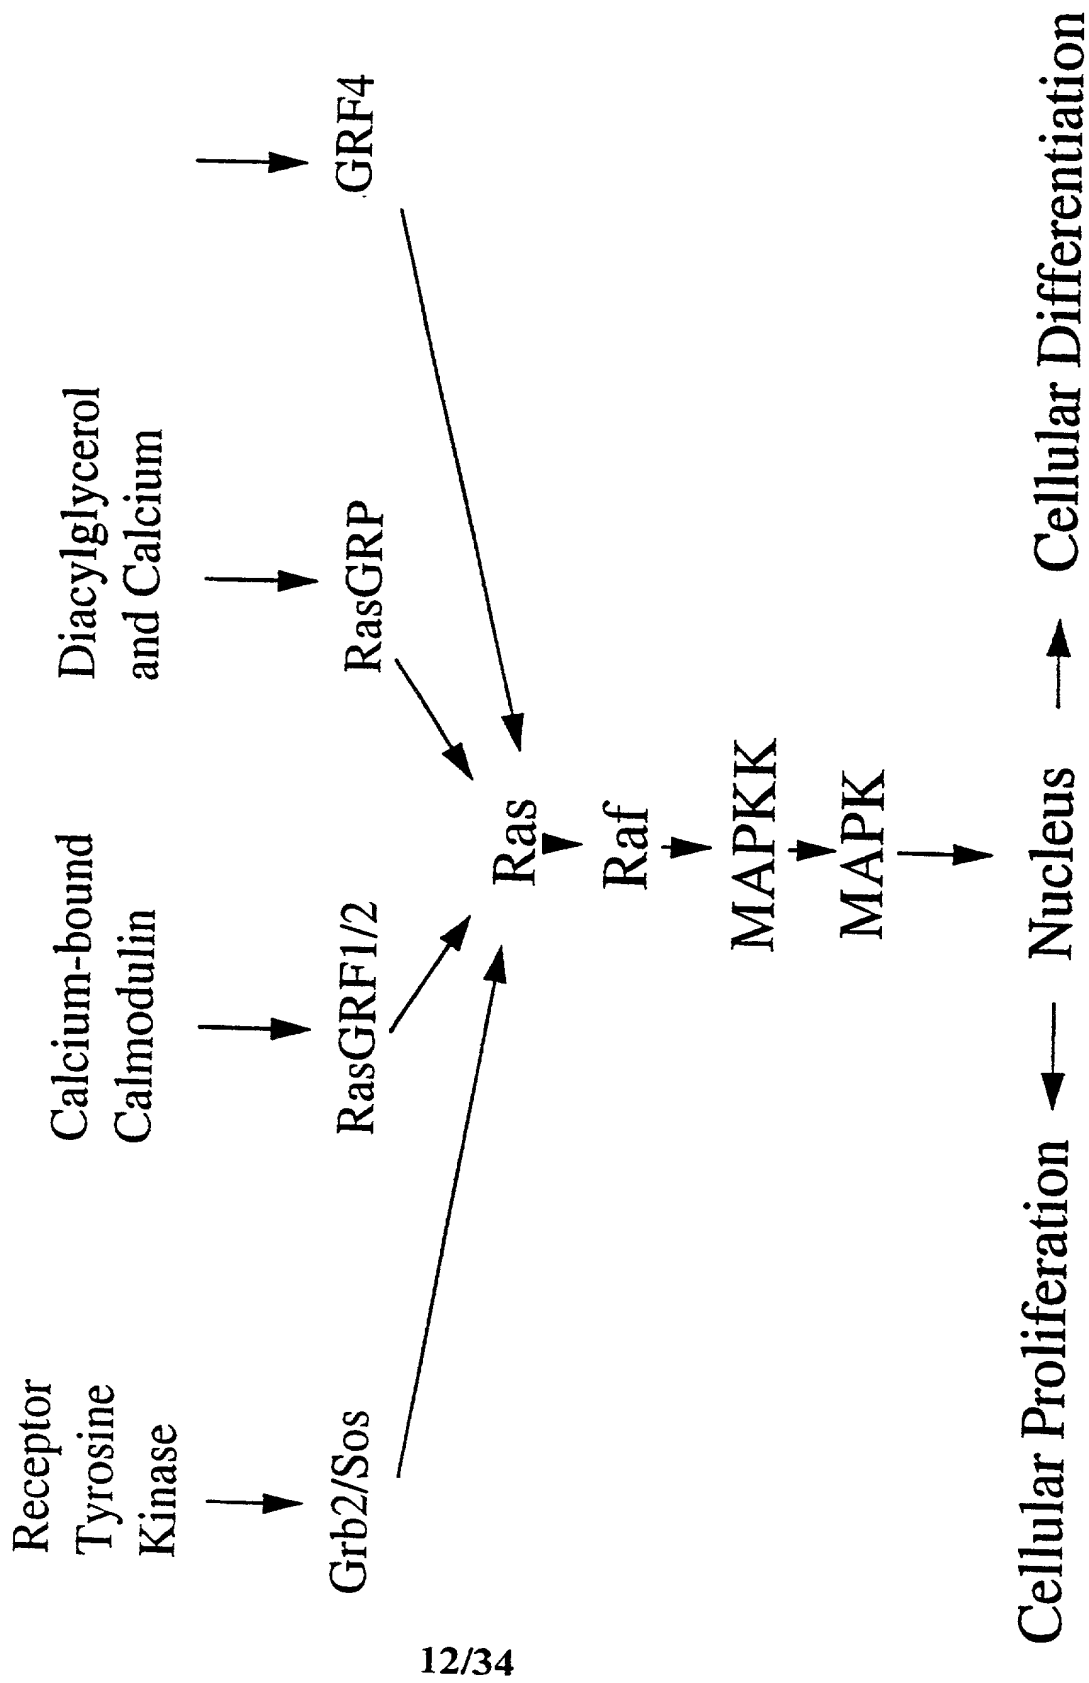 Receptor
Tyrosine
Kinase
Calcium-bound
Calmodulin
Diacylglycerol
and Calcium
Grb2/Sos
RasGRF1/2
RasGRP
GRF4
Ras
Raf
MAPKK
MAPK
Cellular Proliferation
Nucleus
Cellular Differentiation
12/34